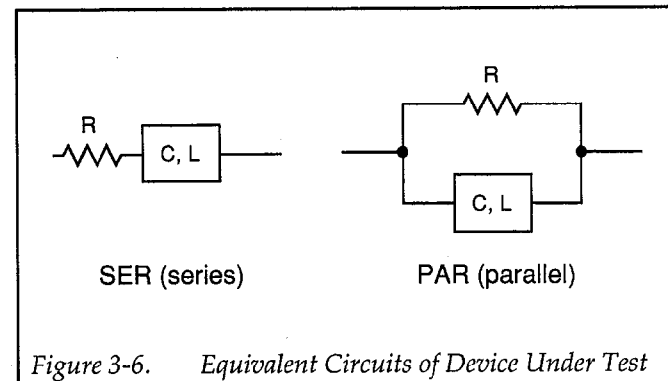 R
C, L
SER (series)
R
C, L
PAR (parallel)
Figure 3-6. Equivalent Circuits of Device Under Test